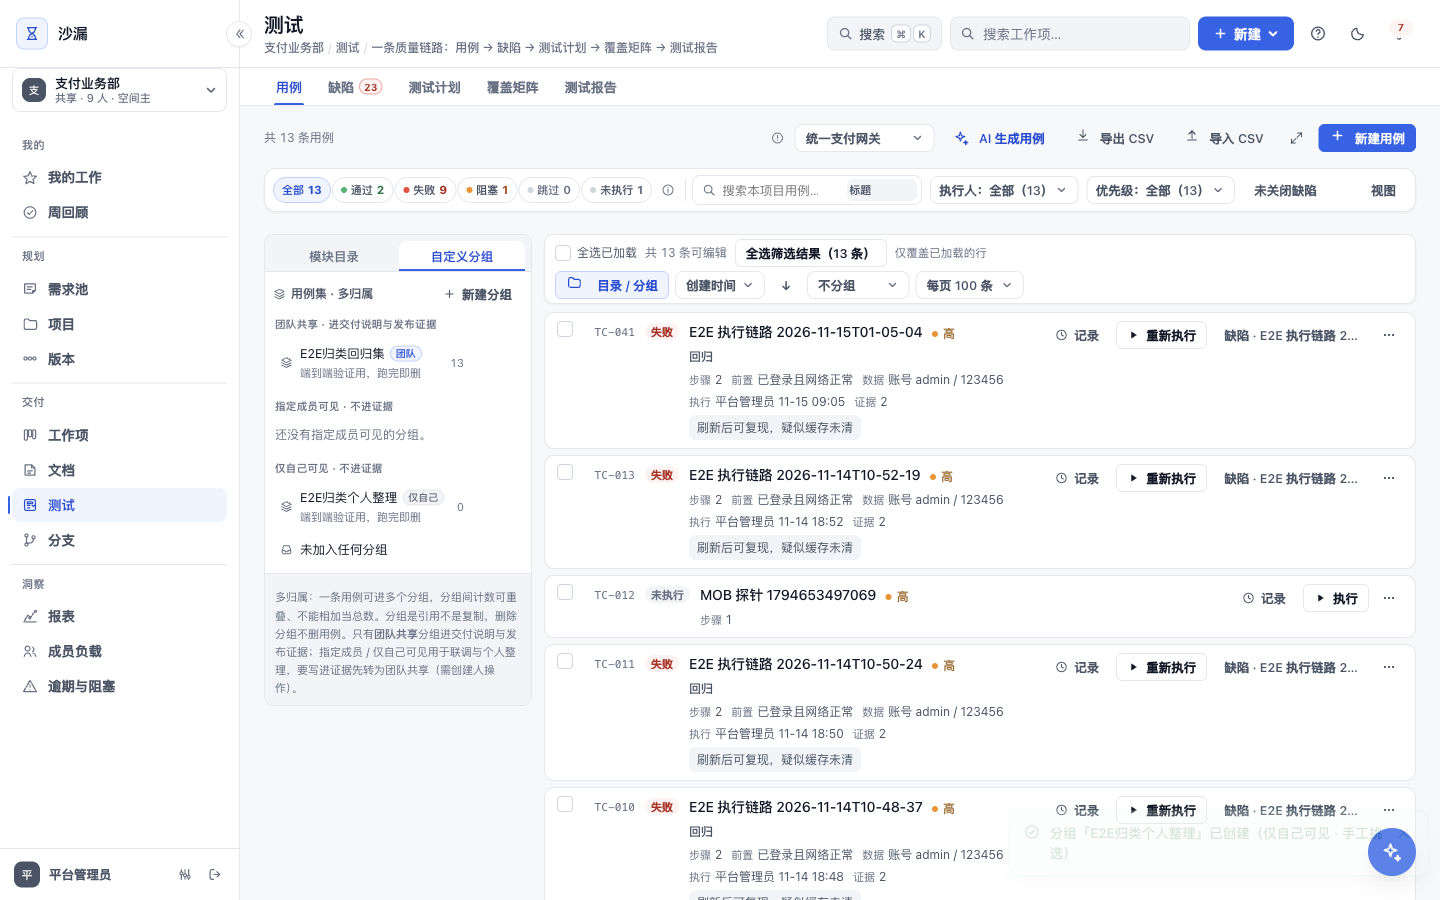 沙漏
测试
支付业务部 / 测试 / 一条质量链路：用例 → 缺陷 → 测试计划 → 覆盖矩阵 → 测试报告
搜索 ⌘ K
搜索工作项...
新建
7
支
支付业务部
共享 · 9 人 · 空间主
用例
缺陷 23
测试计划
覆盖矩阵
测试报告
我的
我的工作
周回顾
规划
需求池
项目
版本
交付
工作项
文档
测试
分支
洞察
报表
成员负载
逾期与阻塞
平
平台管理员
共 13 条用例
统一支付网关
AI 生成用例
导出 CSV
导入 CSV
新建用例
全部 13
通过 2
失败 9
阻塞 1
跳过 0
未执行 1
搜索本项目用例...
标题
执行人：全部（13）
优先级：全部（13）
未关闭缺陷
视图
模块目录
自定义分组
用例集 · 多归属
新建分组
团队共享 · 进交付说明与发布证据
E2E归类回归集 团队
端到端验证用，跑完即删
13
指定成员可见 · 不进证据
还没有指定成员可见的分组。
仅自己可见 · 不进证据
E2E归类个人整理 仅自己
端到端验证用，跑完即删
0
未加入任何分组
多归属：一条用例可进多个分组，分组间计数可重
叠、不能相加当总数。分组是引用不是复制，删除
分组不删用例。只有团队共享分组进交付说明与发
布证据；指定成员 / 仅自己可见用于联调与个人整
理，要写进证据先转为团队共享（需创建人操
作）。
全选已加载
共 13 条可编辑
全选筛选结果（13 条）
仅覆盖已加载的行
目录 / 分组
创建时间
不分组
每页 100 条
TC-041 失败 E2E 执行链路 2026-11-15T01-05-04 高
记录 重新执行 缺陷 · E2E 执行链路 2...
回归
步骤 2 前置 已登录且网络正常 数据 账号 admin / 123456
执行 平台管理员 11-15 09:05 证据 2
刷新后可复现，疑似缓存未清
TC-013 失败 E2E 执行链路 2026-11-14T10-52-19 高
记录 重新执行 缺陷 · E2E 执行链路 2...
步骤 2 前置 已登录且网络正常 数据 账号 admin / 123456
执行 平台管理员 11-14 18:52 证据 2
刷新后可复现，疑似缓存未清
TC-012 未执行 MOB 探针 1794653497069 高
记录 执行
步骤 1
TC-011 失败 E2E 执行链路 2026-11-14T10-50-24 高
记录 重新执行 缺陷 · E2E 执行链路 2...
回归
步骤 2 前置 已登录且网络正常 数据 账号 admin / 123456
执行 平台管理员 11-14 18:50 证据 2
刷新后可复现，疑似缓存未清
TC-010 失败 E2E 执行链路 2026-11-14T10-48-37 高
记录 重新执行 缺陷 · E2E 执行链路 2...
回归
步骤 2 前置 已登录且网络正常 数据 账号 admin / 123456
执行 平台管理员 11-14 18:48 证据 2
刷新后可复现，疑似缓存未清
分组「E2E归类个人整理」已创建（仅自己可见 · 手工挑
选）